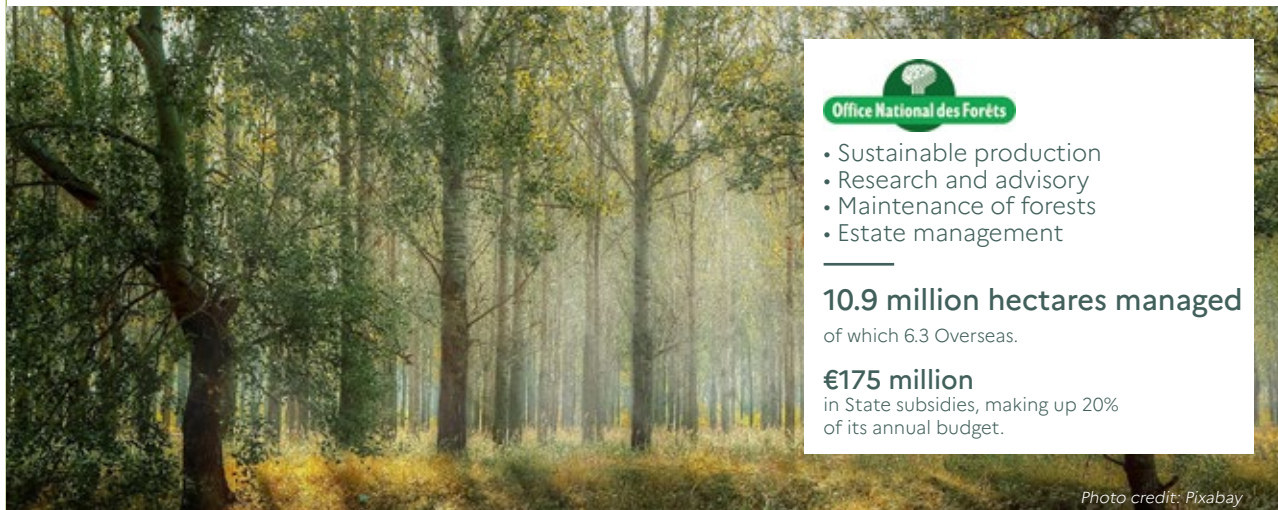 Office National des Forêts
• Sustainable production
• Research and advisory
• Maintenance of forests
• Estate management
10.9 million hectares managed
of which 6.3 Overseas.
€175 million
in State subsidies, making up 20%
of its annual budget.
Photo credit: Pixabay